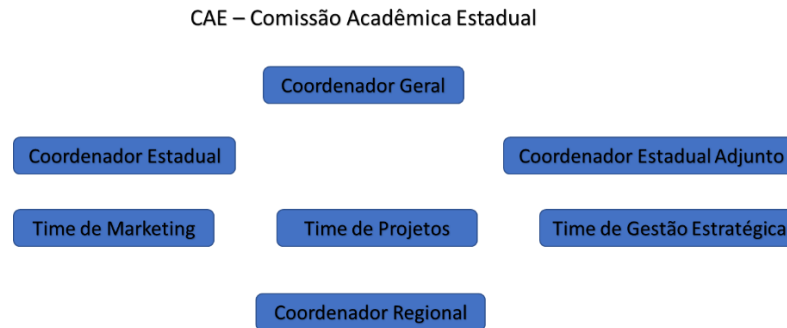 CAE – Comissão Acadêmica Estadual
Coordenador Geral
Coordenador Estadual
Coordenador Estadual Adjunto
Time de Marketing
Time de Projetos
Time de Gestão Estratégica
Coordenador Regional